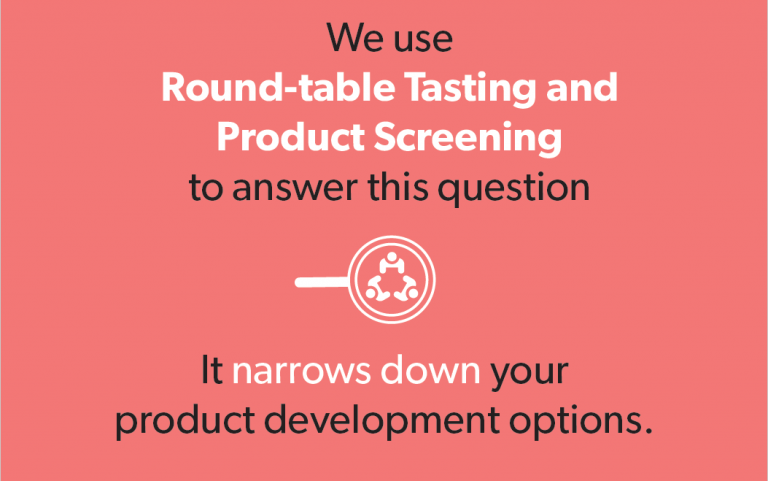 We use
Round-table Tasting and
Product Screening
to answer this question
It narrows down your
product development options.